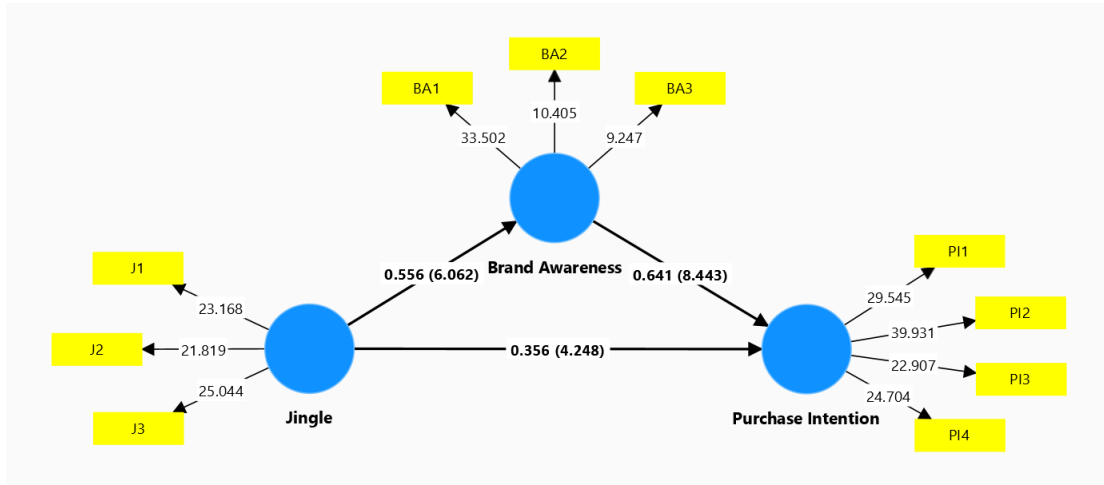 BA2
BA1
BA3
10.405
33.502
9.247
PI1
J1
Brand Awareness
0.556 (6.062)
0.641 (8.443)
29.545
23.168
PI2
39.931
J2
21.819
0.356 (4.248)
22.907
PI3
25.044
24.704
Jingle
Purchase Intention
J3
PI4